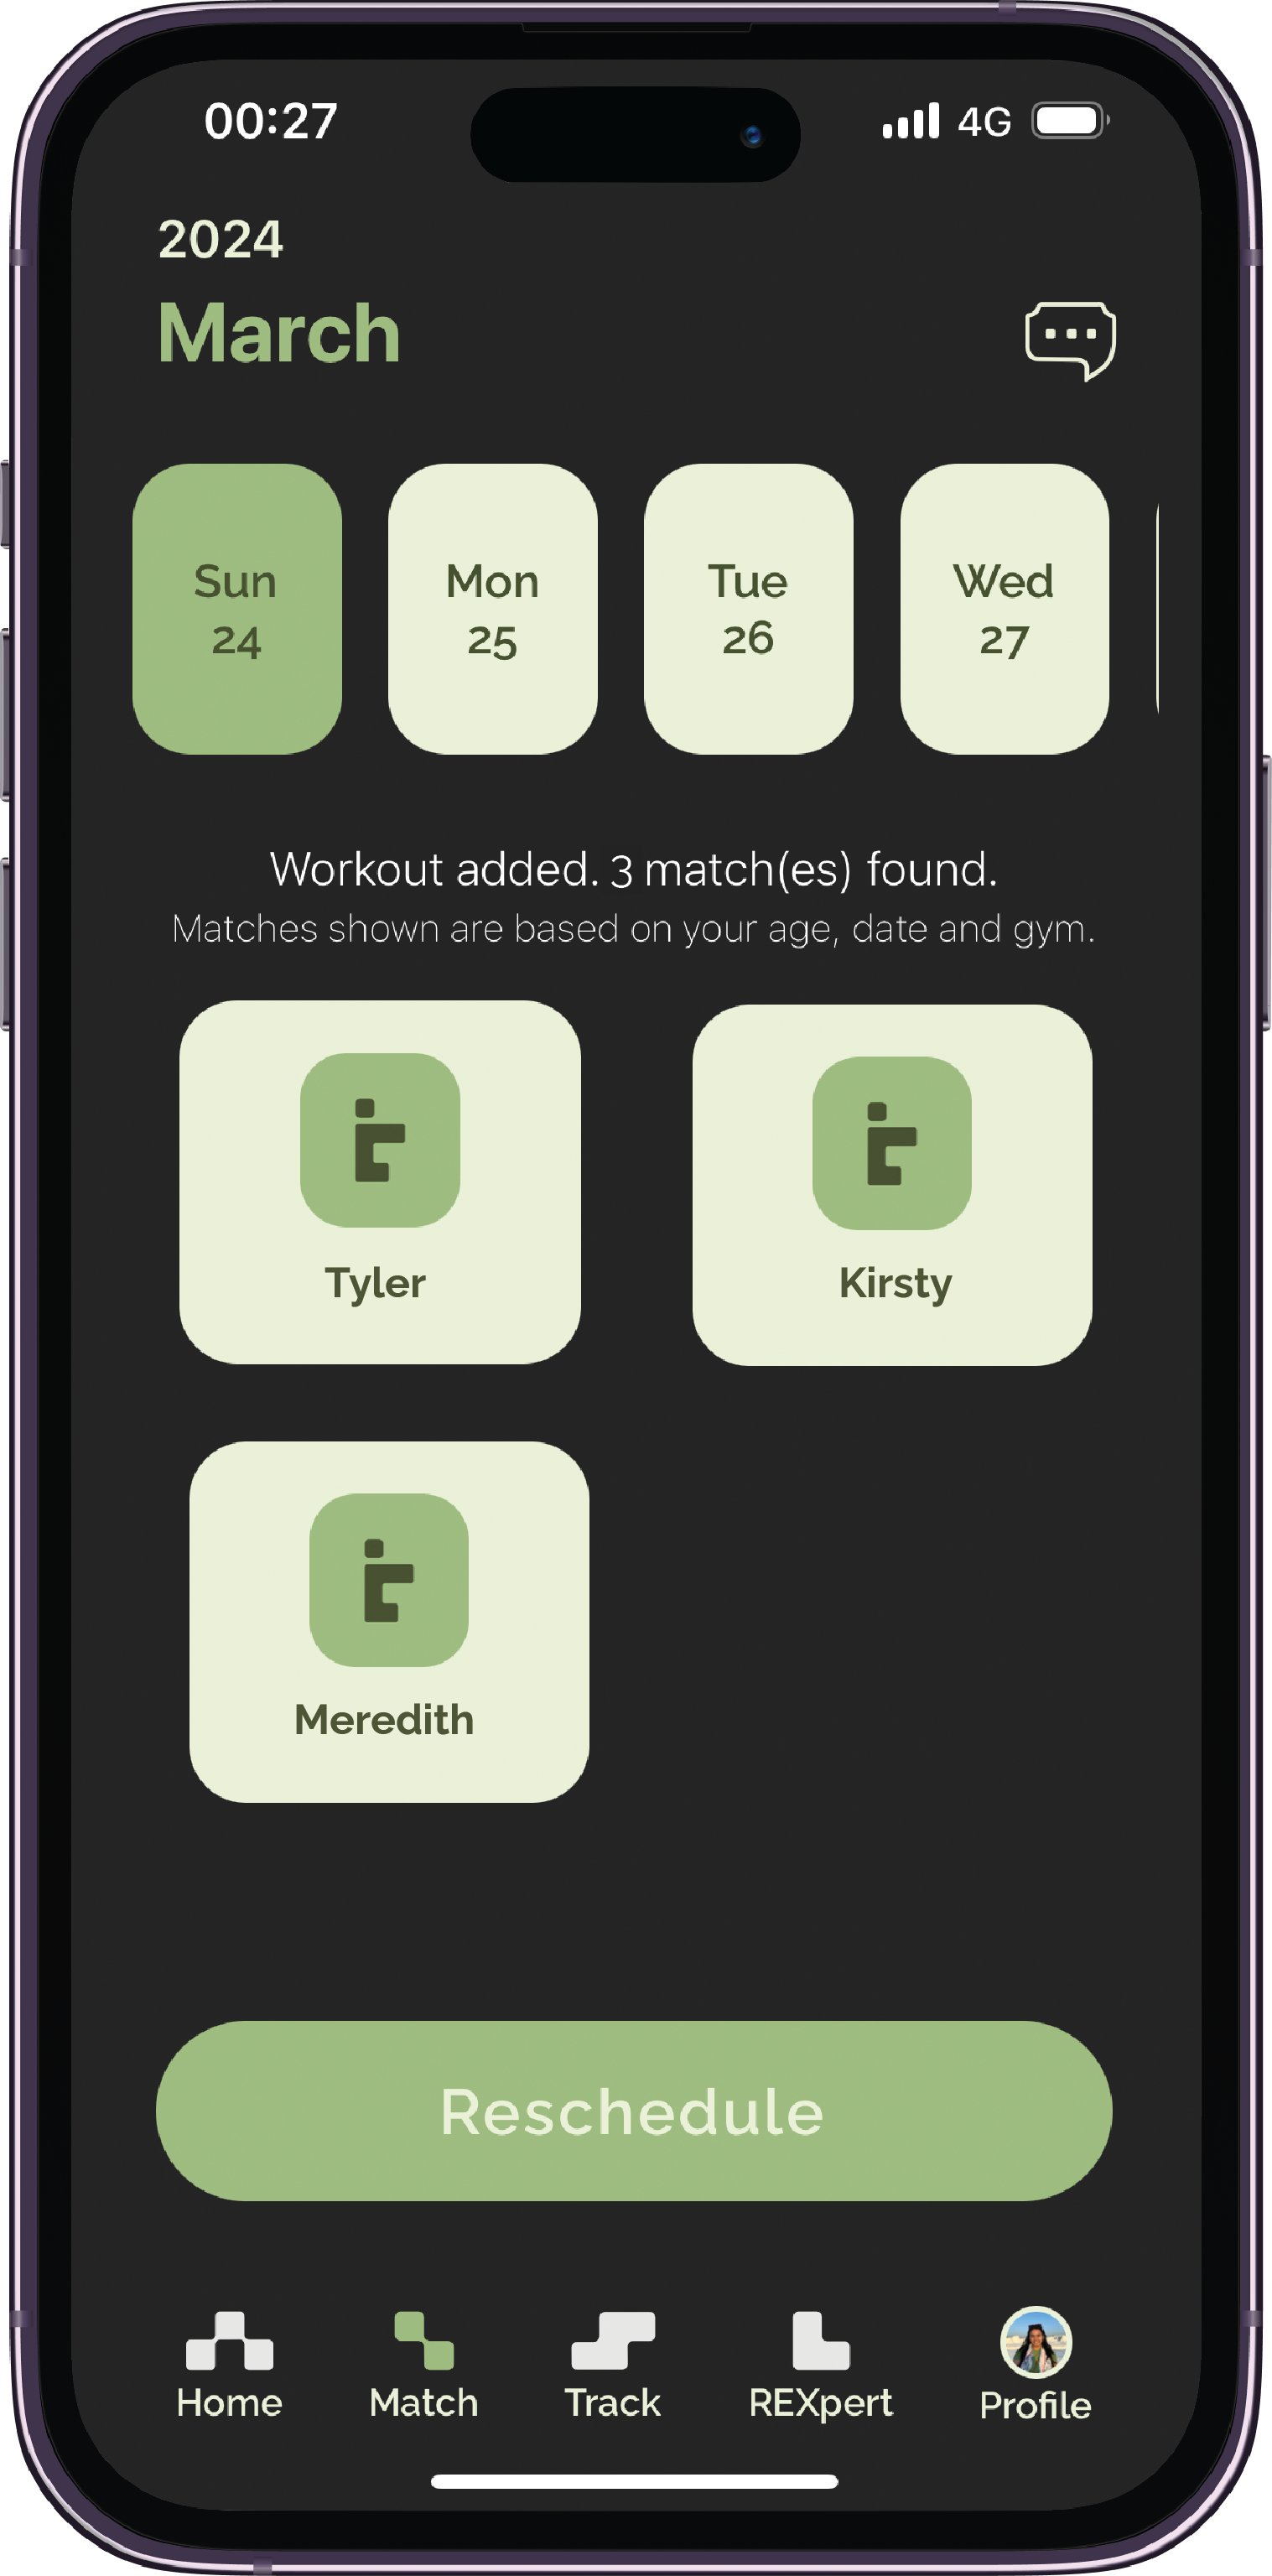 00:27 4G
2024
March
Sun Mon Tue Wed
24 25 26 27
Workout added. 3 match(es) found.
Matches shown are based on your age, date and gym.
Tyler Kirsty
Meredith
Reschedule
Home Match Track REXpert Profile